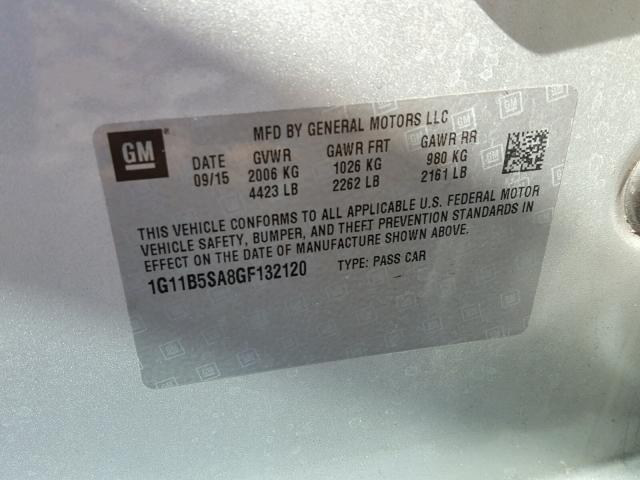 MFD BY GENERAL MOTORS LLC
GM
DATE GVWR GAWR FRT GAWR RR
09/15 2006 KG 1026 KG 980 KG
4423 LB 2262 LB 2161 LB
THIS VEHICLE CONFORMS TO ALL APPLICABLE U.S. FEDERAL MOTOR
VEHICLE SAFETY, BUMPER, AND THEFT PREVENTION STANDARDS IN
EFFECT ON THE DATE OF MANUFACTURE SHOWN ABOVE.
1G11B5SA8GF132120 TYPE: PASS CAR